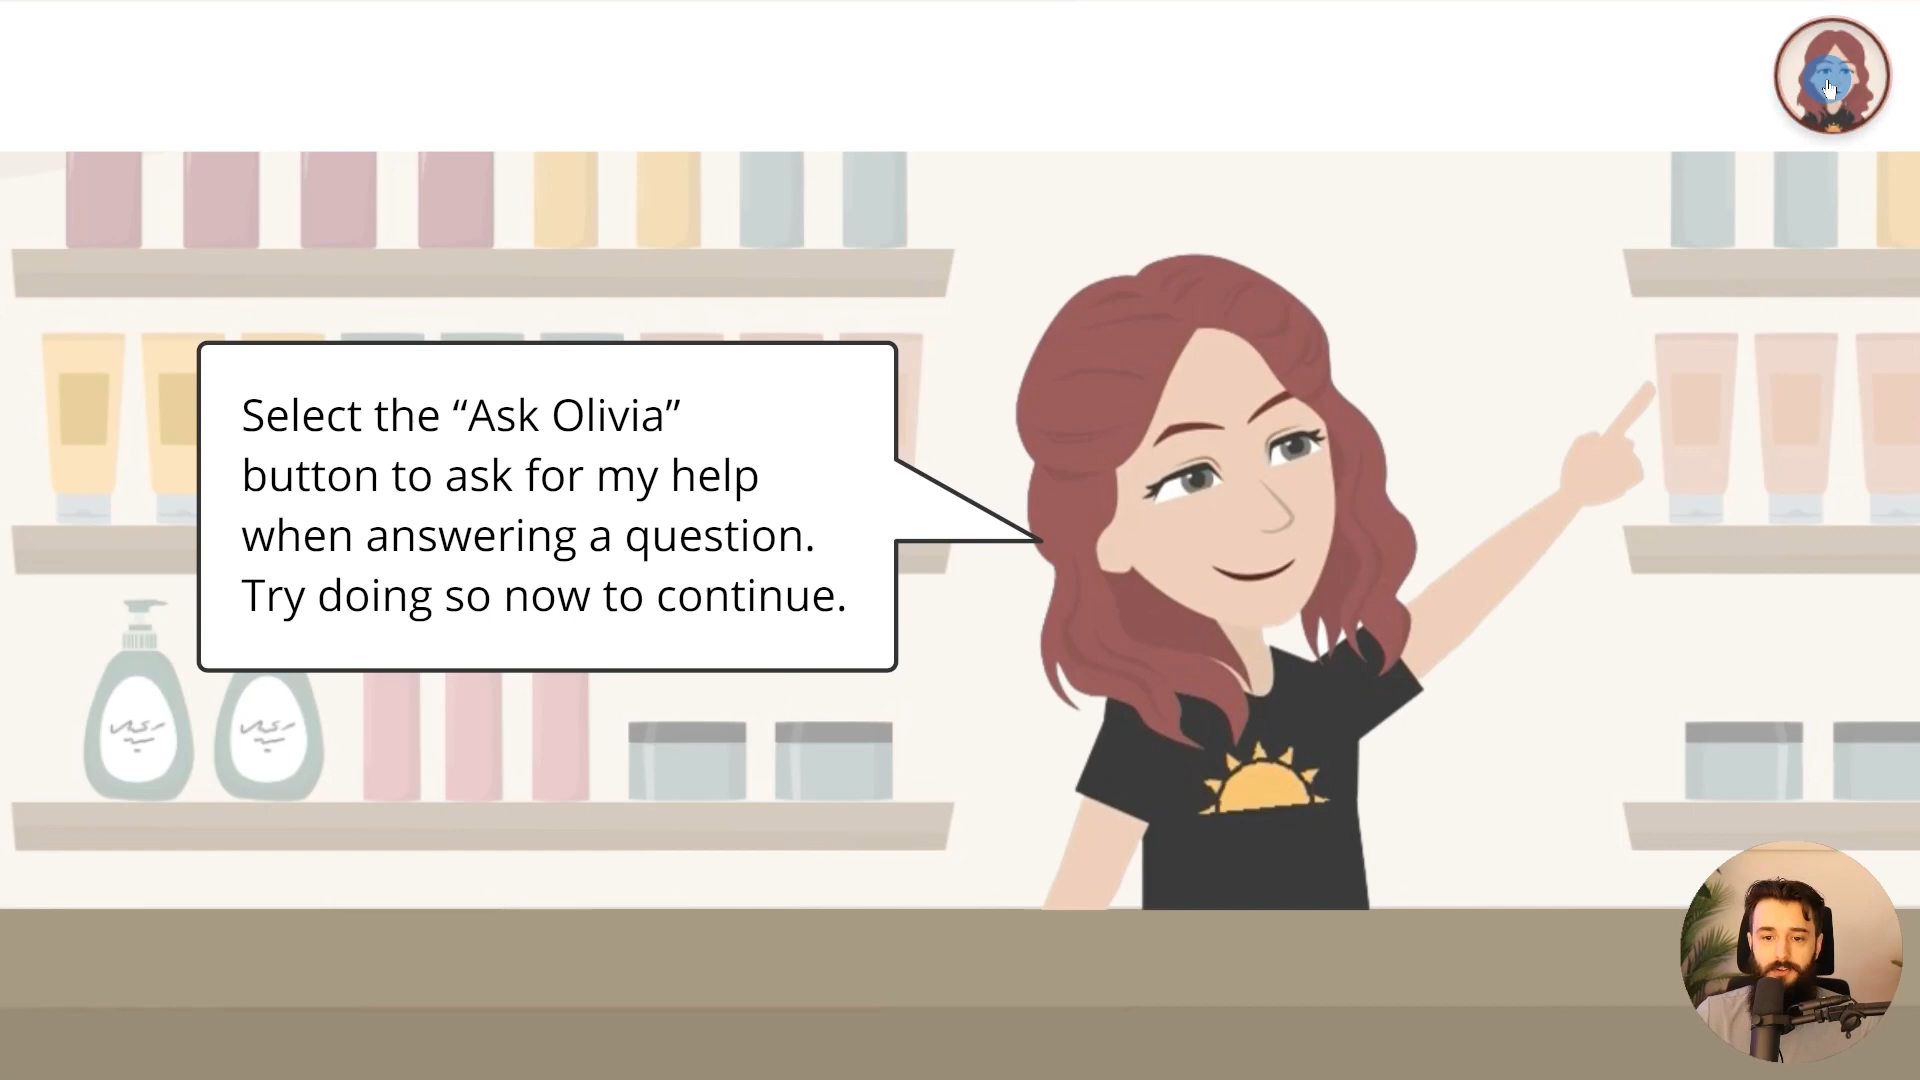 Select the “Ask Olivia”
button to ask for my help
when answering a question.
Try doing so now to continue.